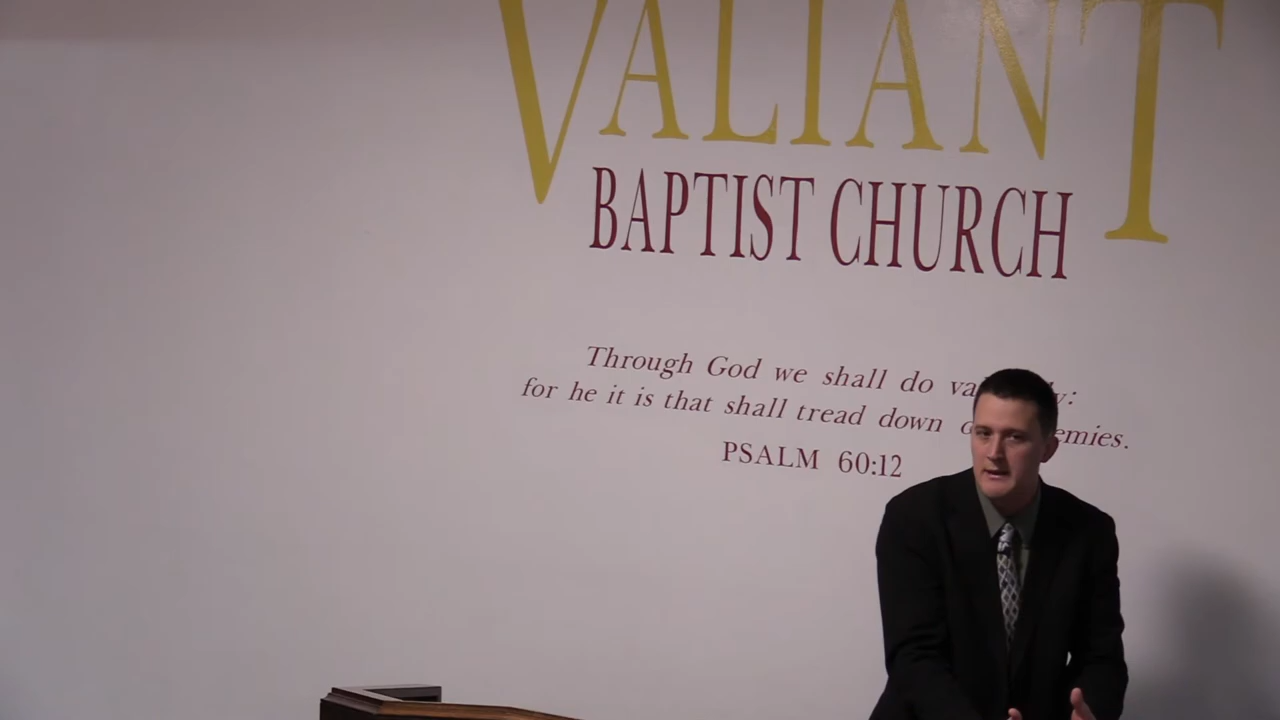 VALIANT
BAPTIST CHURCH
Through God we shall do
for he it is that shall tread down
PSALM 60:12